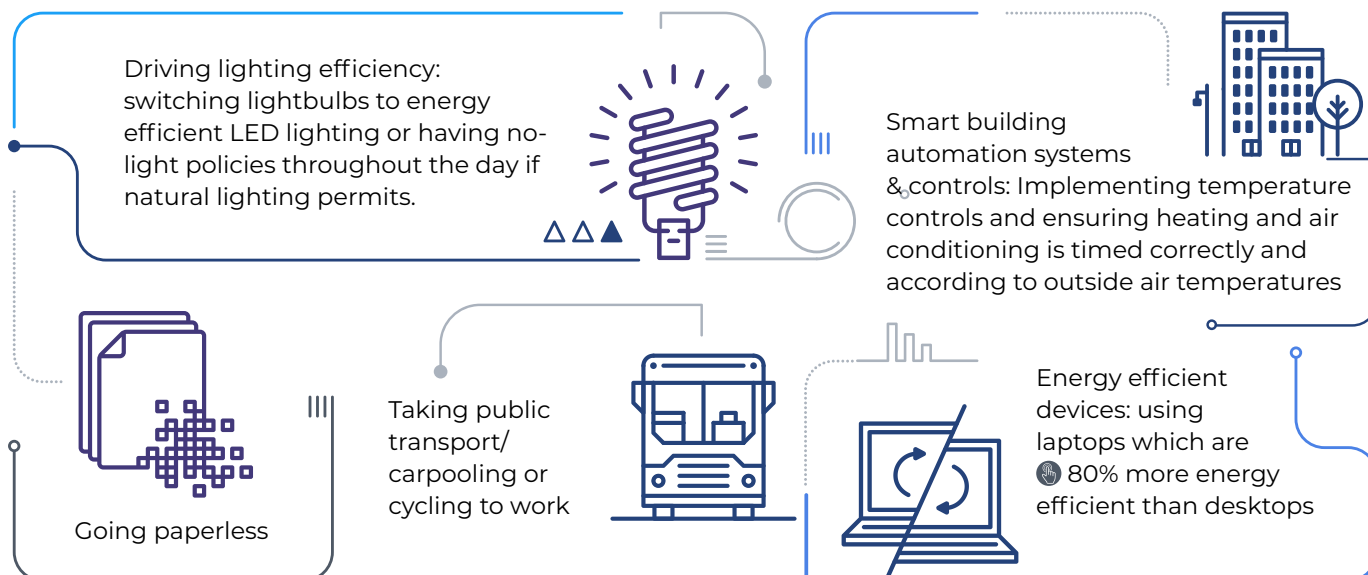 Driving lighting efficiency:
switching lightbulbs to energy
efficient LED lighting or having no-
light policies throughout the day if
natural lighting permits.
Smart building
automation systems
& controls: Implementing temperature
controls and ensuring heating and air
conditioning is timed correctly and
according to outside air temperatures
Going paperless
Taking public
transport/
carpooling or
cycling to work
Energy efficient
devices: using
laptops which are
80% more energy
efficient than desktops